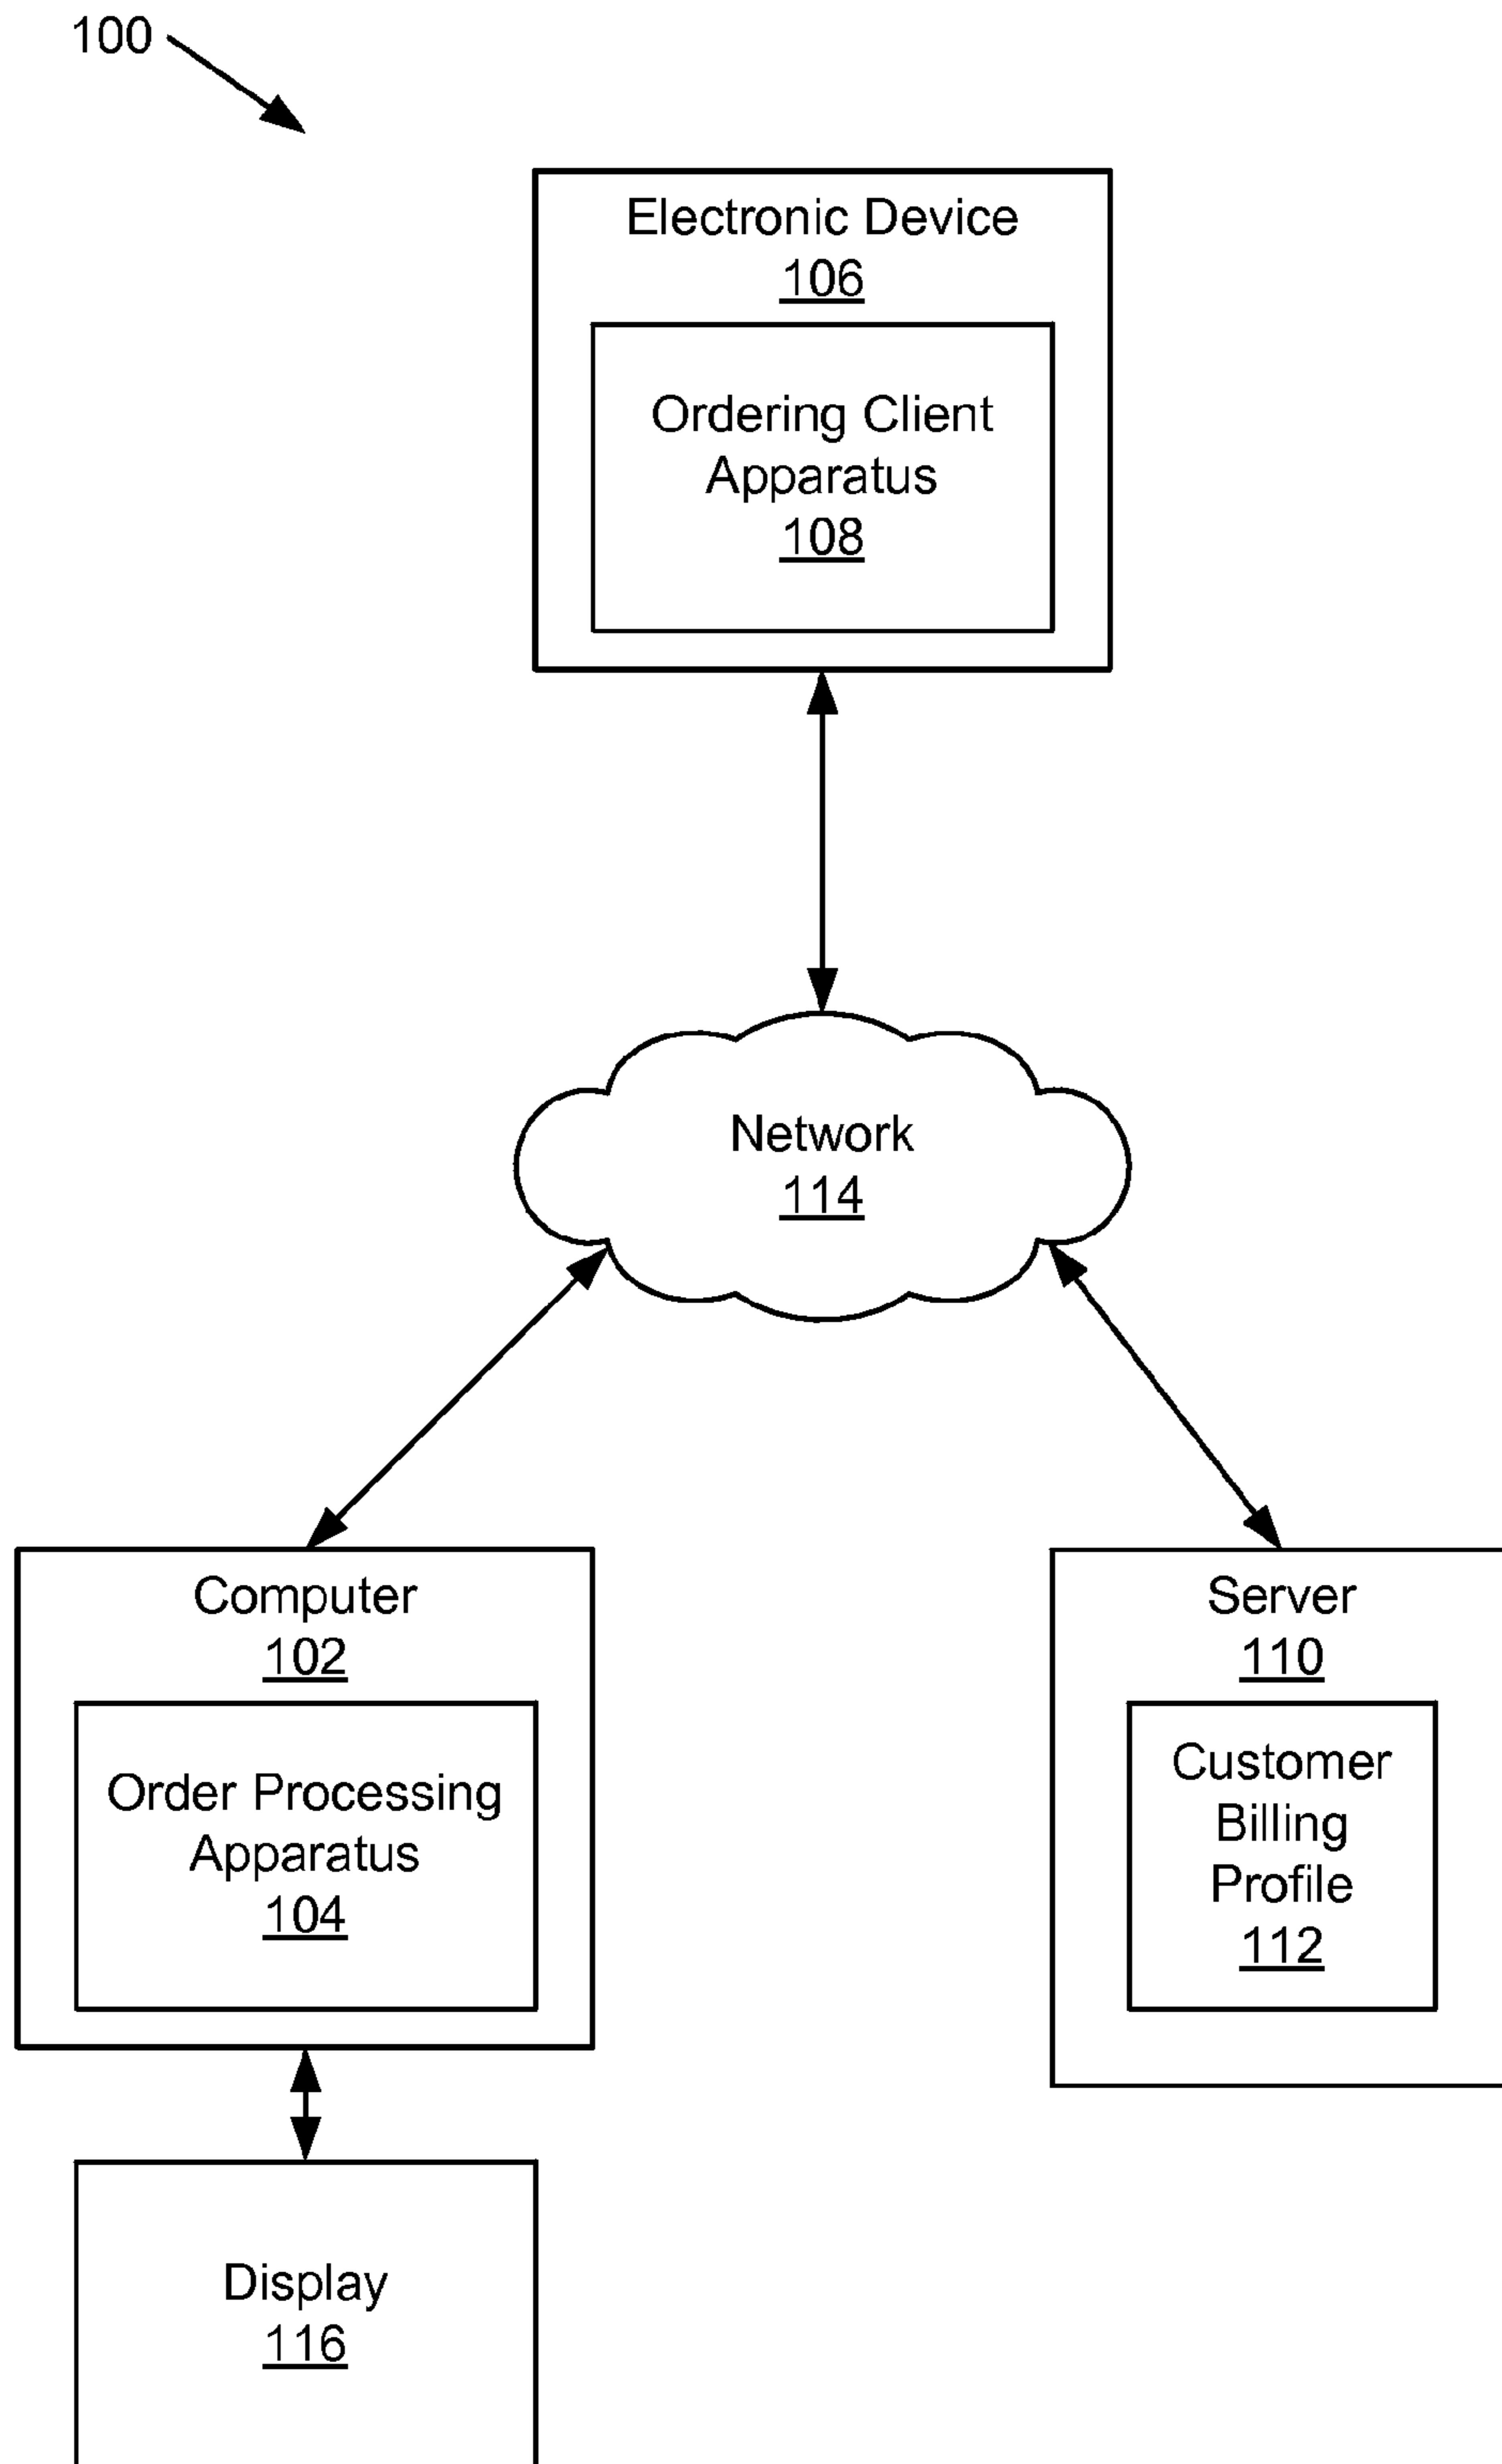 100
Electronic Device
106
Ordering Client
Apparatus
108
Network
114
Computer
102
Order Processing
Apparatus
104
Server
110
Customer
Billing
Profile
112
Display
116